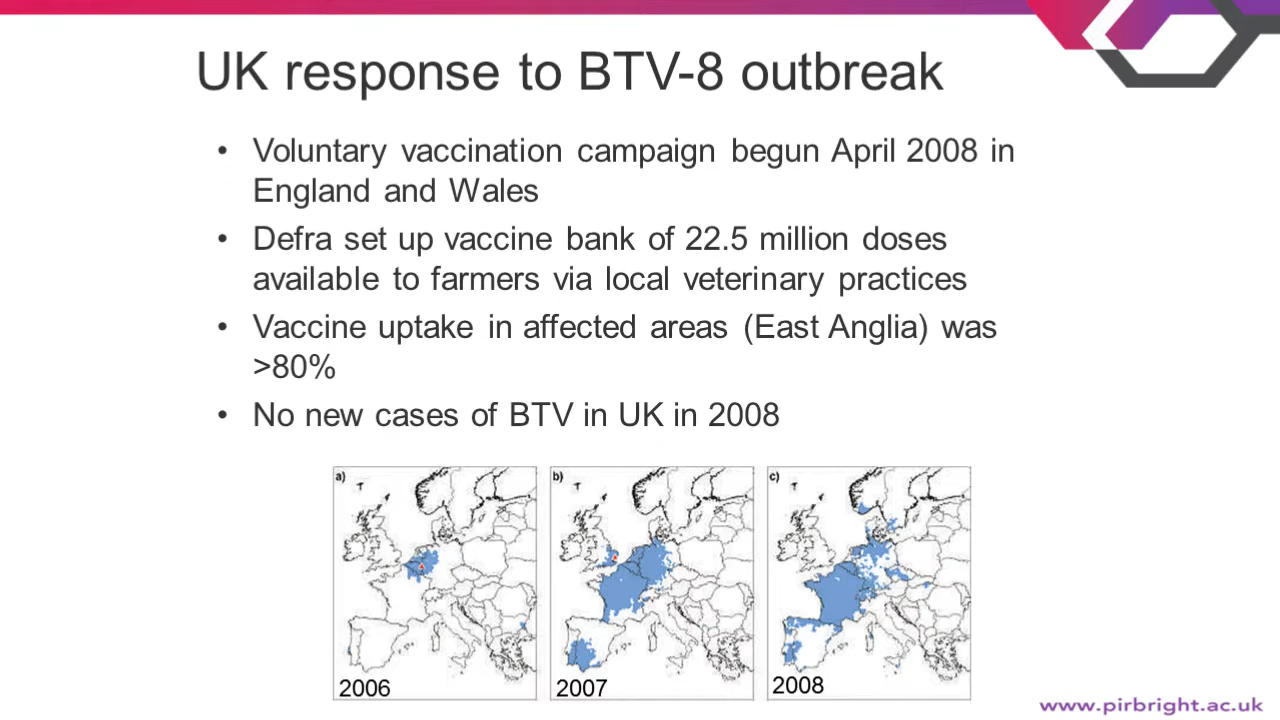 UK response to BTV-8 outbreak
• Voluntary vaccination campaign begun April 2008 in
England and Wales
• Defra set up vaccine bank of 22.5 million doses
available to farmers via local veterinary practices
• Vaccine uptake in affected areas (East Anglia) was
>80%
• No new cases of BTV in UK in 2008
a) b) c)
2006 2007 2008
www.pirbright.ac.uk